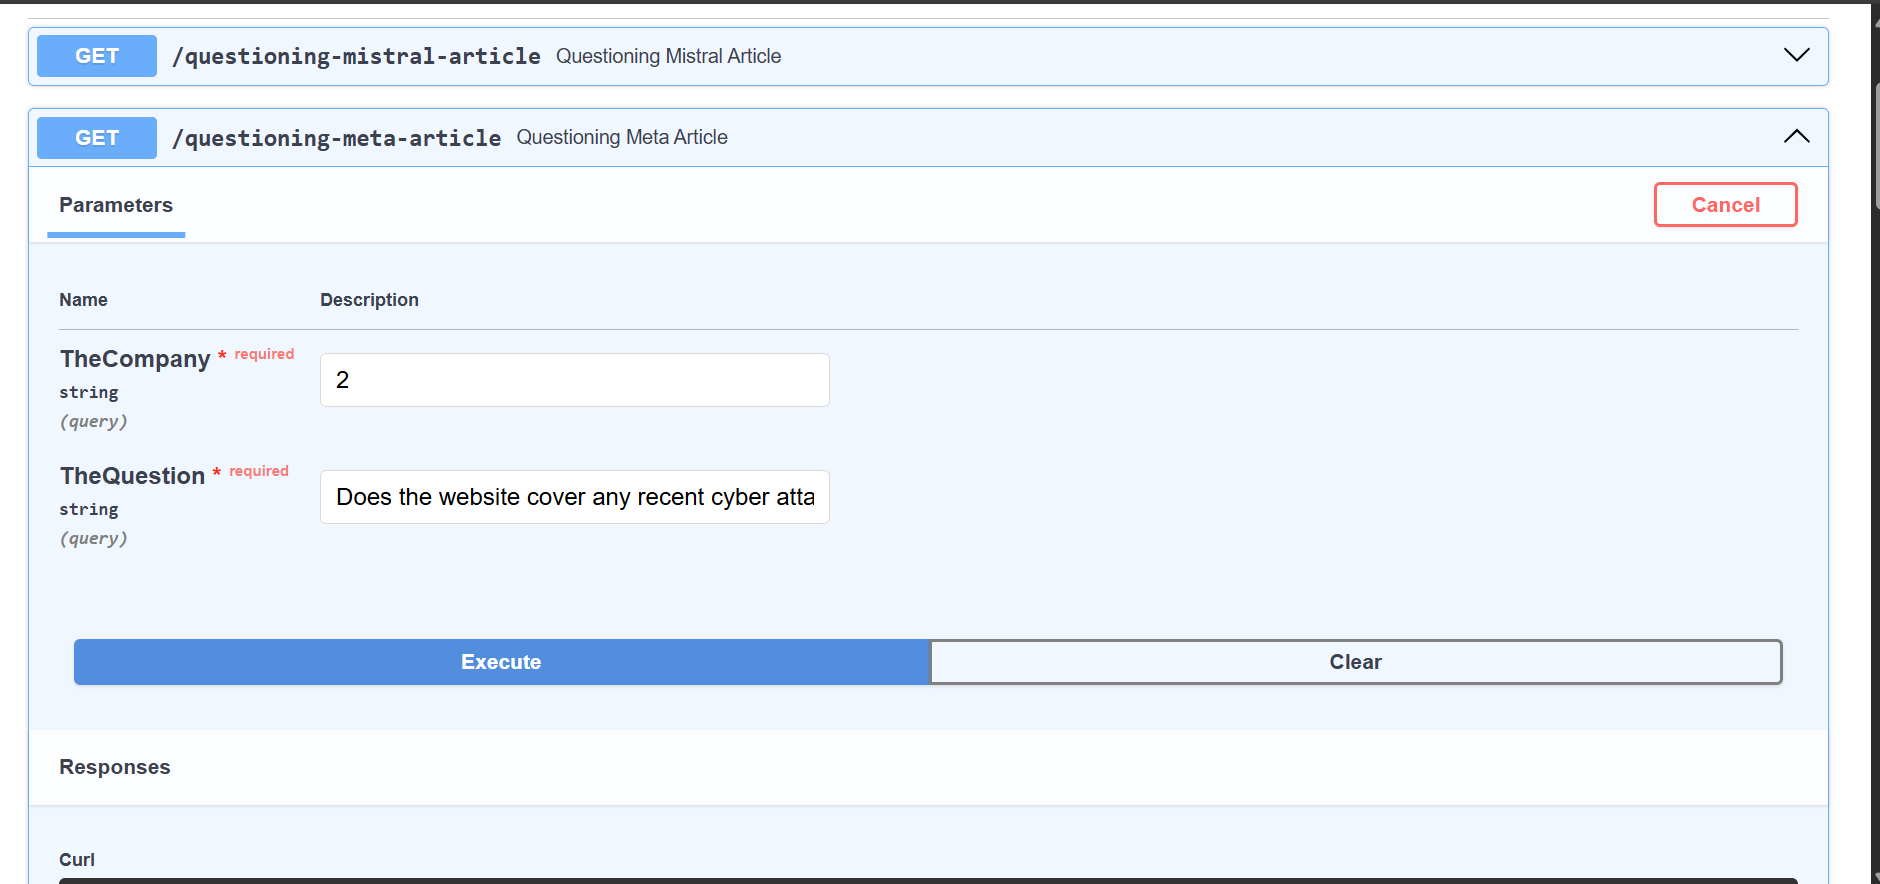 GET /questioning-mistral-article Questioning Mistral Article
GET /questioning-meta-article Questioning Meta Article
Parameters
Cancel
Name Description
TheCompany * required
string
(query)
2
TheQuestion * required
string
(query)
Does the website cover any recent cyber atta
Execute
Clear
Responses
Curl